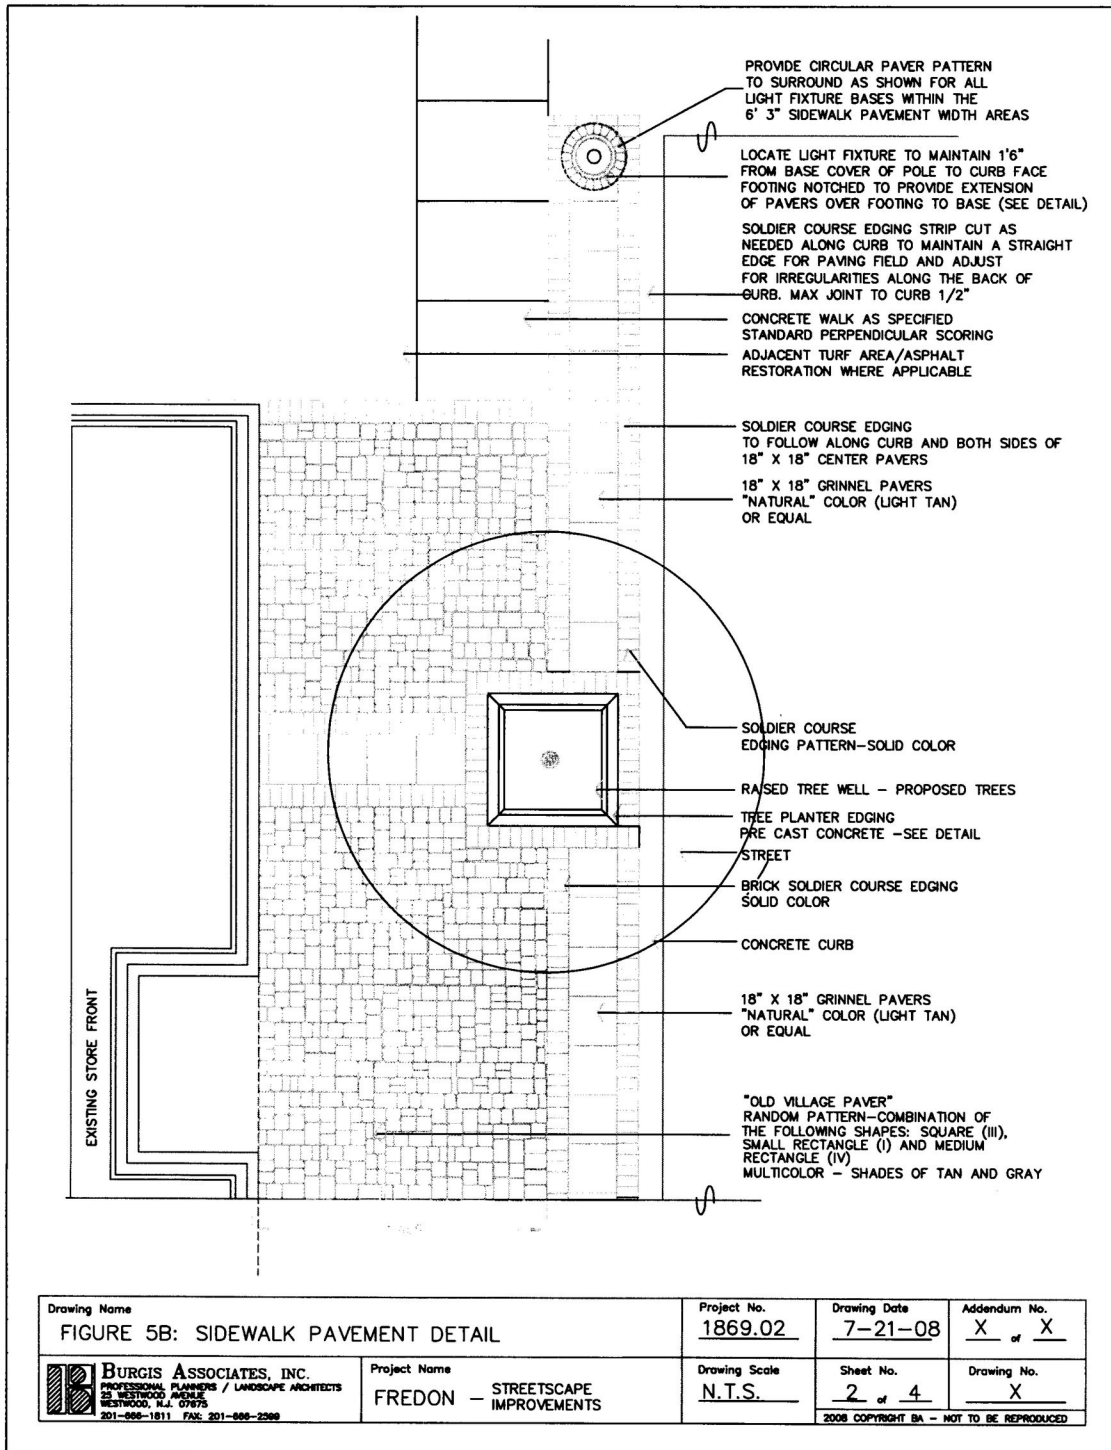 PROVIDE CIRCULAR PAVER PATTERN
TO SURROUND AS SHOWN FOR ALL
LIGHT FIXTURE BASES WITHIN THE
6' 3" SIDEWALK PAVEMENT WIDTH AREAS
LOCATE LIGHT FIXTURE TO MAINTAIN 1'6"
FROM BASE COVER OF POLE TO CURB FACE
FOOTING NOTCHED TO PROVIDE EXTENSION
OF PAVERS OVER FOOTING TO BASE (SEE DETAIL)
SOLDIER COURSE EDGING STRIP CUT AS
NEEDED ALONG CURB TO MAINTAIN A STRAIGHT
EDGE FOR PAVING FIELD AND ADJUST
FOR IRREGULARITIES ALONG THE BACK OF
CURB. MAX JOINT TO CURB 1/2"
CONCRETE WALK AS SPECIFIED
STANDARD PERPENDICULAR SCORING
ADJACENT TURF AREA/ASPHALT
RESTORATION WHERE APPLICABLE
SOLDIER COURSE EDGING
TO FOLLOW ALONG CURB AND BOTH SIDES OF
18" X 18" CENTER PAVERS
18" X 18" GRINNEL PAVERS
"NATURAL" COLOR (LIGHT TAN)
OR EQUAL
SOLDIER COURSE
EDGING PATTERN-SOLID COLOR
RAISED TREE WELL - PROPOSED TREES
TREE PLANTER EDGING
PRE CAST CONCRETE -SEE DETAIL
STREET
BRICK SOLDIER COURSE EDGING
SOLID COLOR
CONCRETE CURB
18" X 18" GRINNEL PAVERS
"NATURAL" COLOR (LIGHT TAN)
OR EQUAL
"OLD VILLAGE PAVER"
RANDOM PATTERN-COMBINATION OF
THE FOLLOWING SHAPES: SQUARE (III),
SMALL RECTANGLE (I) AND MEDIUM
RECTANGLE (IV)
MULTICOLOR - SHADES OF TAN AND GRAY
EXISTING STORE FRONT
Drawing Name
FIGURE 5B: SIDEWALK PAVEMENT DETAIL
Project No.
1869.02
Drawing Date
7-21-08
Addendum No.
X of X
BURGIS ASSOCIATES, INC.
PROFESSIONAL PLANNERS / LANDSCAPE ARCHITECTS
25 WESTWOOD AVENUE
WESTWOOD, N.J. 07675
201-666-1811 FAX: 201-666-2599
Project Name
FREDON - STREETSCAPE
IMPROVEMENTS
Drawing Scale
N.T.S.
Sheet No.
2 of 4
Drawing No.
X
2008 COPYRIGHT BA - NOT TO BE REPRODUCED